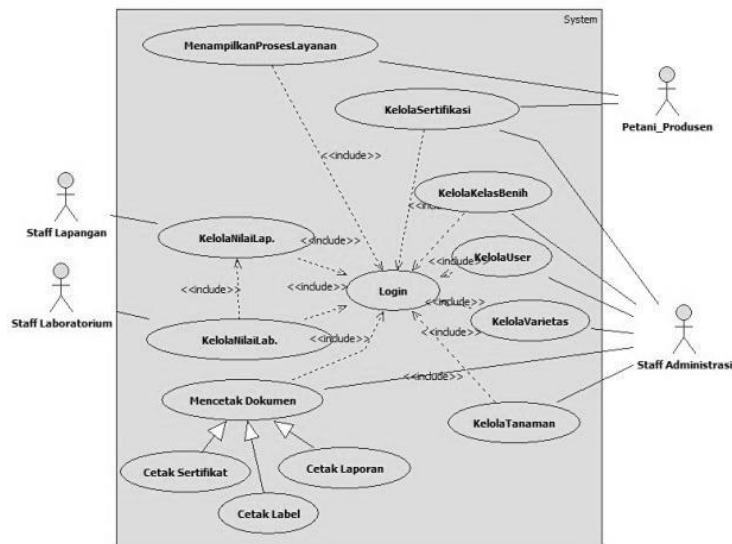 System
MenampilkanProsesLayanan
KelolaSertifikasi
Petani_Produsen
<<include>>
KelolaKelasBenih
<<include>>
Staff Lapangan
KelolaNilaiLap.
<<include>>
KelolaUser
<<include>>
Login
<<include>>
<<include>>
Staff Laboratorium
<<include>>
KelolaVarietas
KelolaNilaiLab.
<<include>>
<<include>>
Staff Administrasi
<<include>>
Mencetak Dokumen
KelolaTanaman
Cetak Sertifikat
Cetak Laporan
Cetak Label